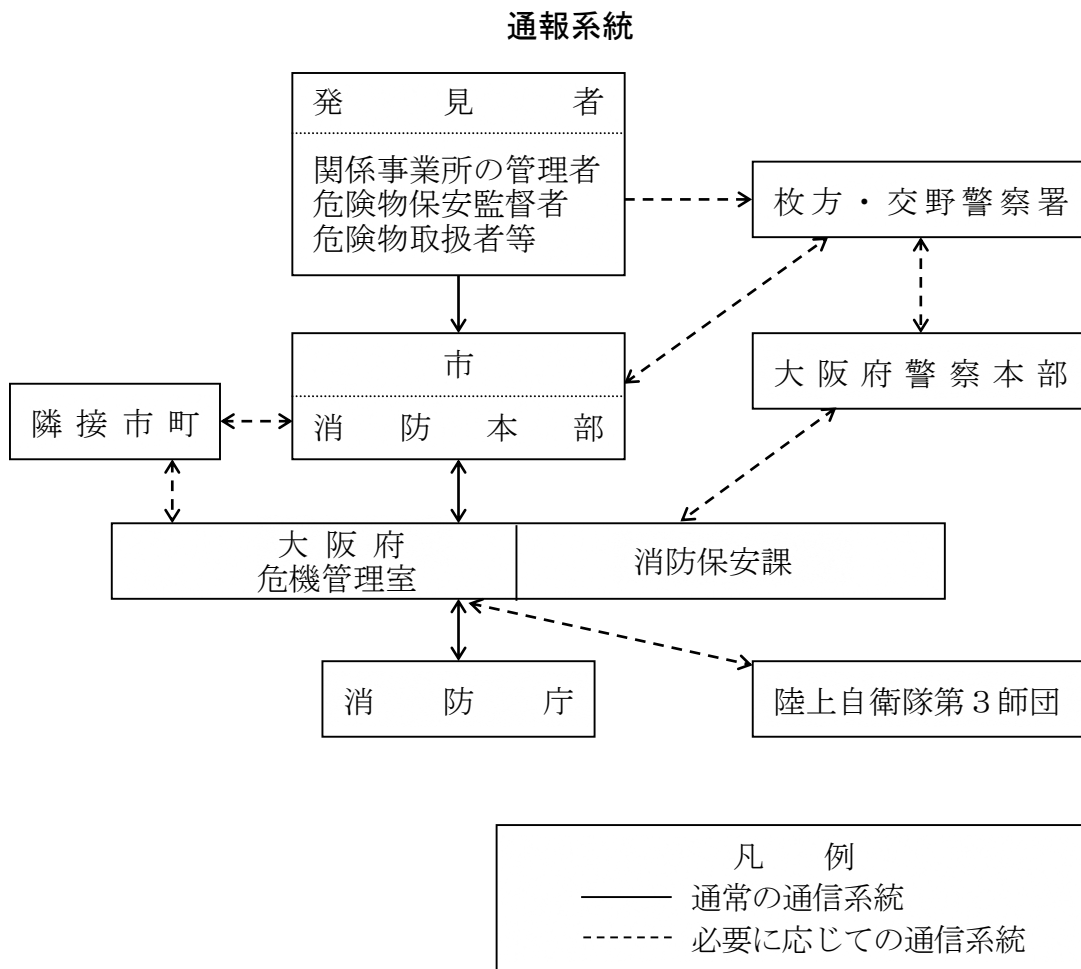 通報系統
発見者
関係事業所の管理者
危険物保安監督者
危険物取扱者等
枚方・交野警察署
市
消防本部
大阪府警察本部
隣接市町
大阪府
危機管理室
消防保安課
消防庁
陸上自衛隊第３師団
凡例
通常の通信系統
必要に応じての通信系統